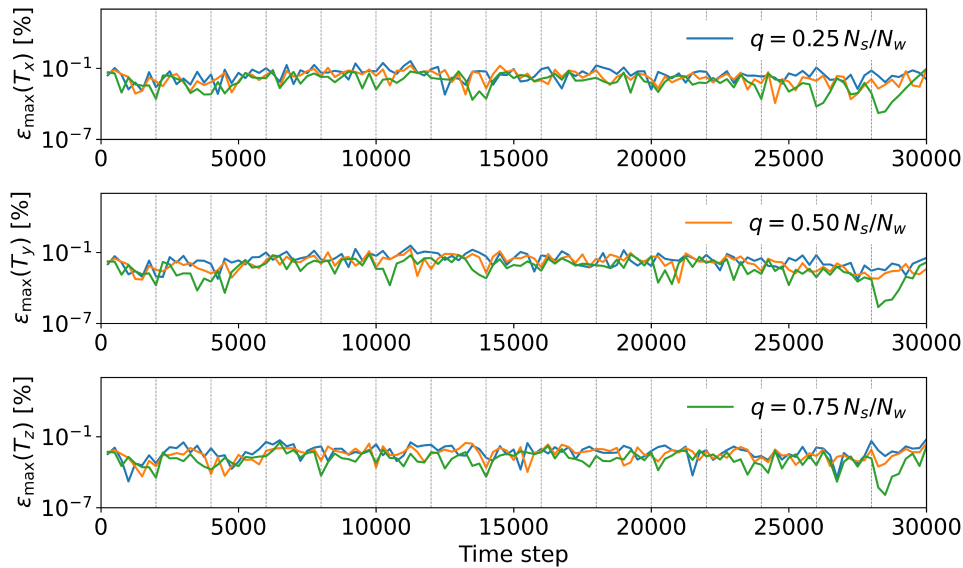 ε_max(T_x) [%]
10^-1
10^-7
q = 0.25 N_s/N_w
0 5000 10000 15000 20000 25000 30000
ε_max(T_y) [%]
10^-1
10^-7
q = 0.50 N_s/N_w
0 5000 10000 15000 20000 25000 30000
ε_max(T_z) [%]
10^-1
10^-7
q = 0.75 N_s/N_w
0 5000 10000 15000 20000 25000 30000
Time step